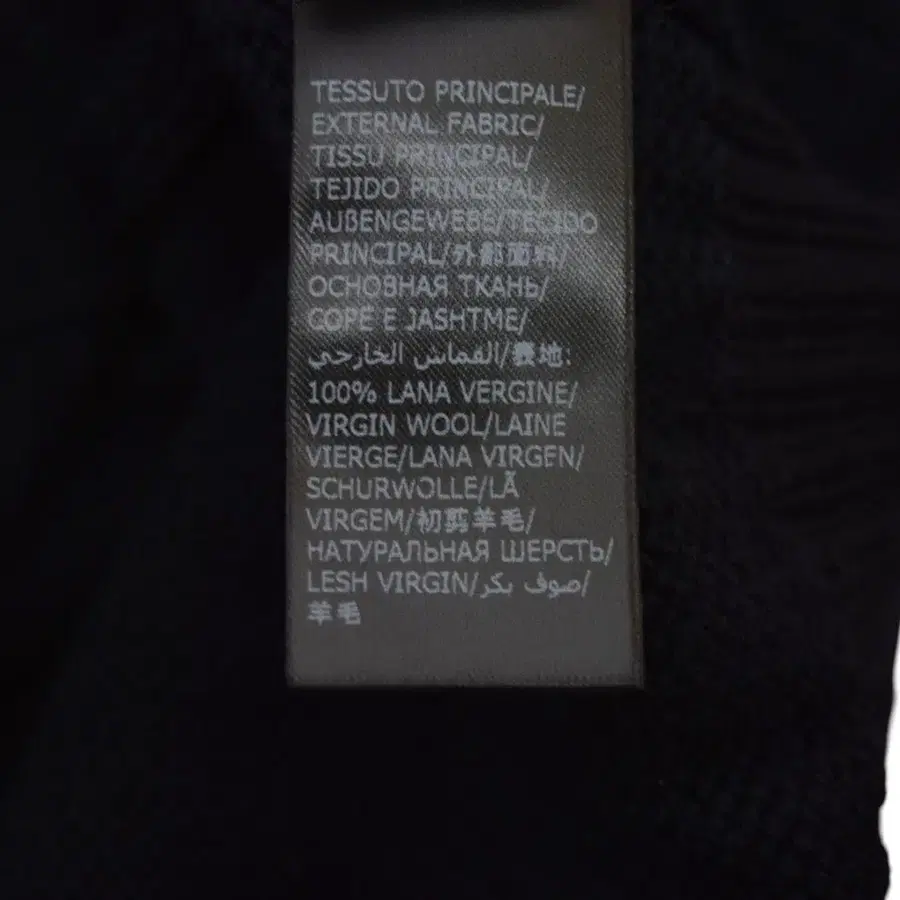 TESSUTO PRINCIPALE/
EXTERNAL FABRIC/
TISSU PRINCIPAL/
TEJIDO PRINCIPAL/
AUßENGEWEBE/TECIDO
PRINCIPAL/外部面料/
ОСНОВНАЯ ТКАНЬ/
COPË E JASHTME/
القماش الخارجي/表地:
100% LANA VERGINE/
VIRGIN WOOL/LAINE
VIERGE/LANA VIRGEN/
SCHURWOLLE/LÃ
VIRGEM/初剪羊毛/
НАТУРАЛЬНАЯ ШЕРСТЬ/
LESH VIRGIN/صوف بكر/
羊毛